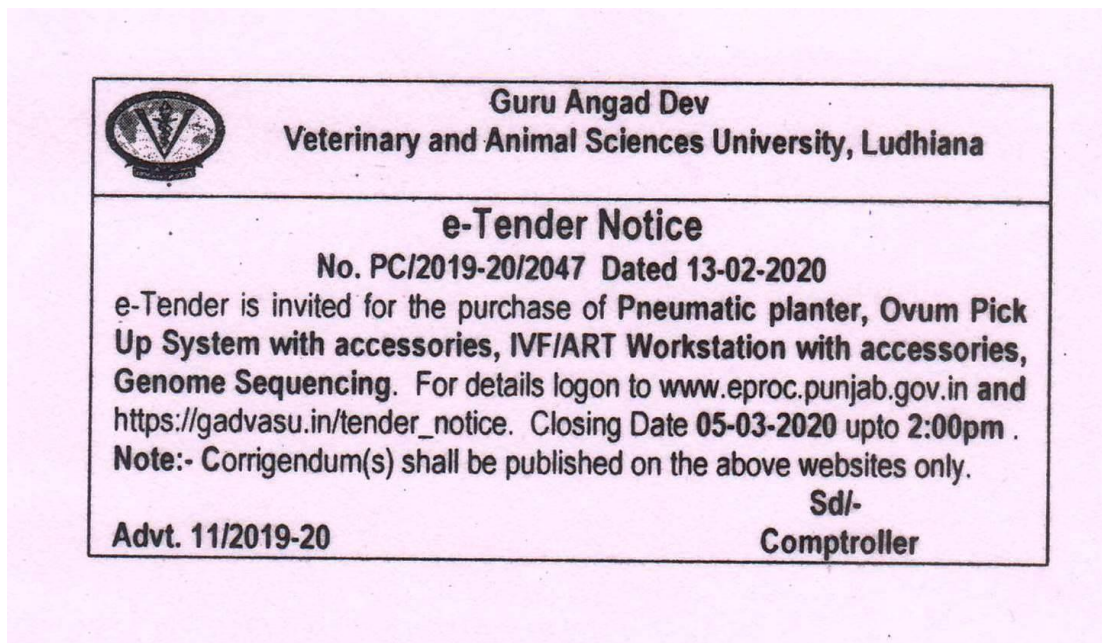 Guru Angad Dev
Veterinary and Animal Sciences University, Ludhiana
e-Tender Notice
No. PC/2019-20/2047 Dated 13-02-2020
e-Tender is invited for the purchase of Pneumatic planter, Ovum Pick
Up System with accessories, IVF/ART Workstation with accessories,
Genome Sequencing. For details logon to www.eproc.punjab.gov.in and
https://gadvasu.in/tender_notice. Closing Date 05-03-2020 upto 2:00pm .
Note:- Corrigendum(s) shall be published on the above websites only.
Sd/-
Advt. 11/2019-20 Comptroller